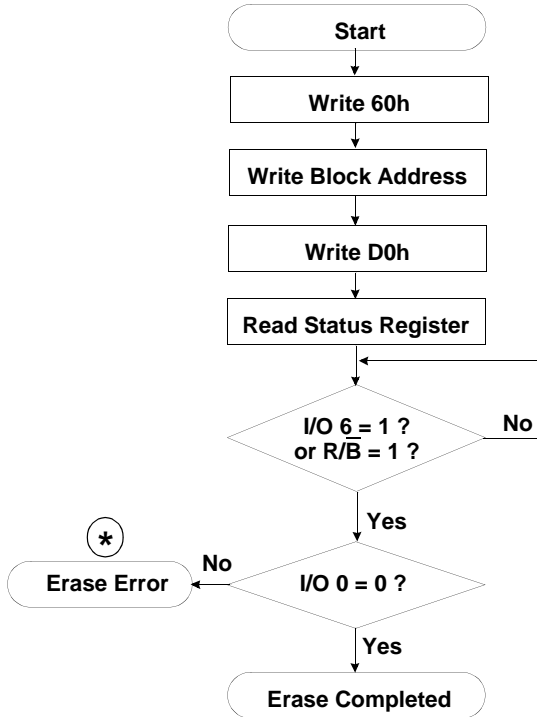 Start
Write 60h
Write Block Address
Write D0h
Read Status Register
I/O 6 = 1 ?
or R/B̅ = 1 ?
No
Yes
*
No
Erase Error
I/O 0 = 0 ?
Yes
Erase Completed